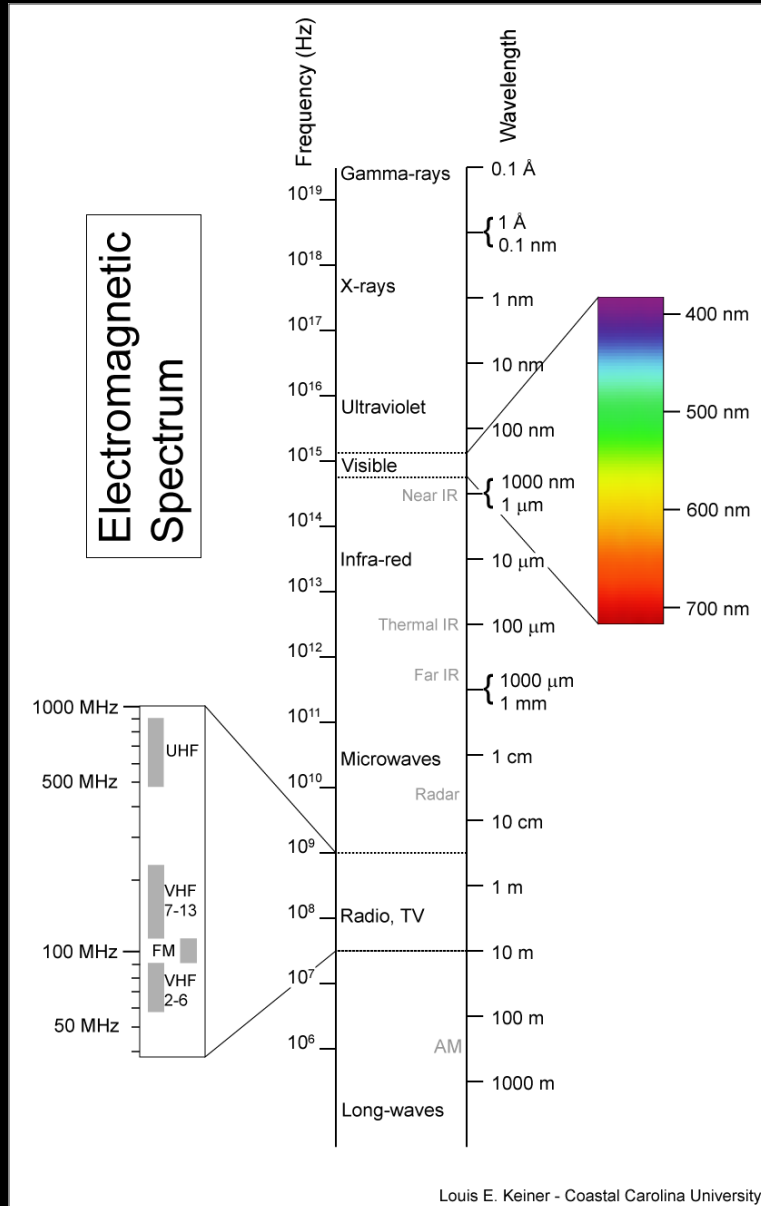 Electromagnetic
Spectrum
Frequency (Hz)
Wavelength
10¹⁹
10¹⁸
10¹⁷
10¹⁶
10¹⁵
10¹⁴
10¹³
10¹²
10¹¹
10¹⁰
10⁹
10⁸
10⁷
10⁶
Gamma-rays
X-rays
Ultraviolet
Visible
Near IR
Infra-red
Thermal IR
Far IR
Microwaves
Radar
Radio, TV
AM
Long-waves
0.1 Å
1 Å
0.1 nm
1 nm
10 nm
100 nm
1000 nm
1 μm
10 μm
100 μm
1000 μm
1 mm
1 cm
10 cm
1 m
10 m
100 m
1000 m
400 nm
500 nm
600 nm
700 nm
1000 MHz
500 MHz
100 MHz
50 MHz
UHF
VHF
7-13
FM
VHF
2-6
Louis E. Keiner - Coastal Carolina University